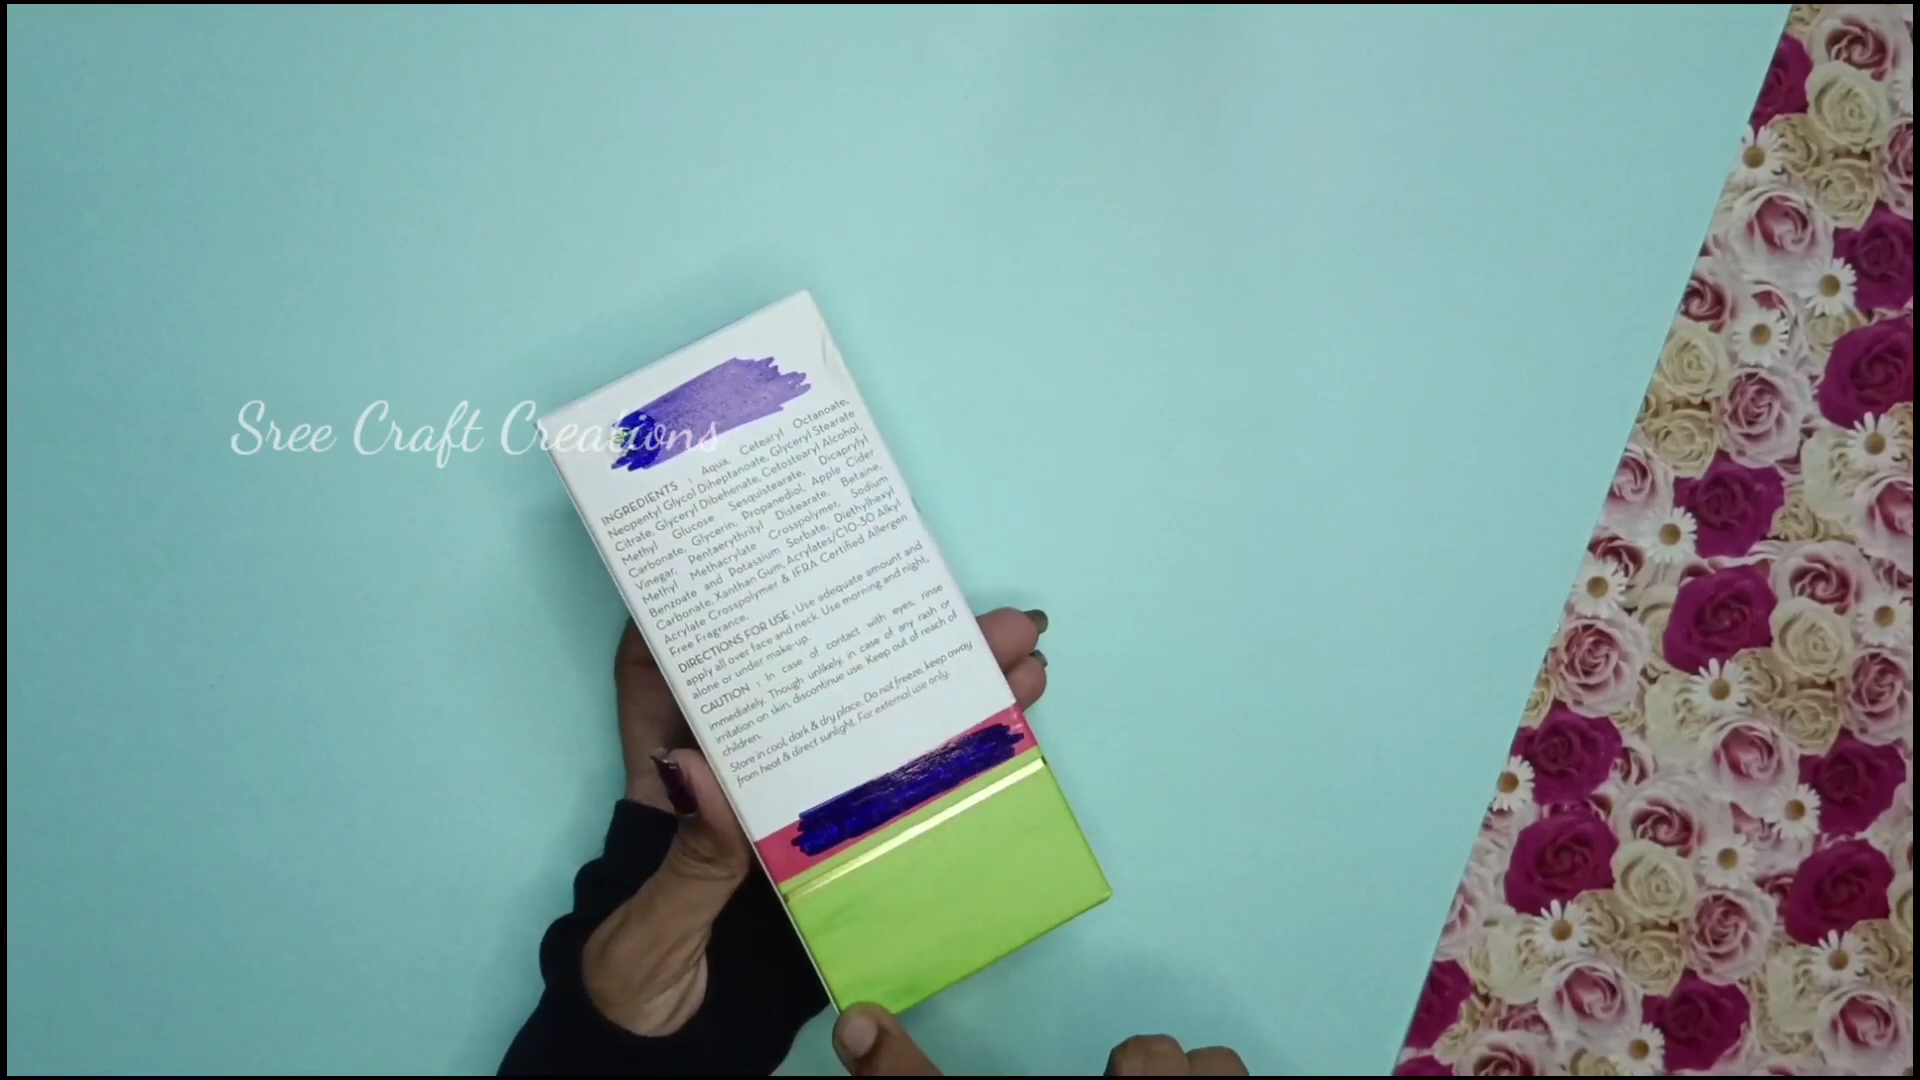 Sree Craft Creations
INGREDIENTS : Aqua, Cetearyl Octanoate,
Neopentyl Glycol Diheptanoate, Glyceryl Stearate
Citrate, Glyceryl Dibehenate, Cetostearyl Alcohol,
Methyl Glucose Sesquistearate, Dicaprylyl
Carbonate, Glycerin, Propanediol, Apple Cider
Vinegar, Pentaerythrityl Distearate, Betaine,
Methyl Methacrylate Crosspolymer, Sodium
Benzoate and Potassium Sorbate, Diethylhexyl
Carbonate, Xanthan Gum, Acrylates/C10-30 Alkyl
Acrylate Crosspolymer & IFRA Certified Allergen
Free Fragrance.
DIRECTIONS FOR USE : Use adequate amount and
apply all over face and neck. Use morning and night,
alone or under make-up.
CAUTION : In case of contact with eyes, rinse
immediately. Though unlikely, in case of any rash or
irritation on skin, discontinue use. Keep out of reach of
children.
Store in cool, dark & dry place. Do not freeze, keep away
from heat & direct sunlight. For external use only.